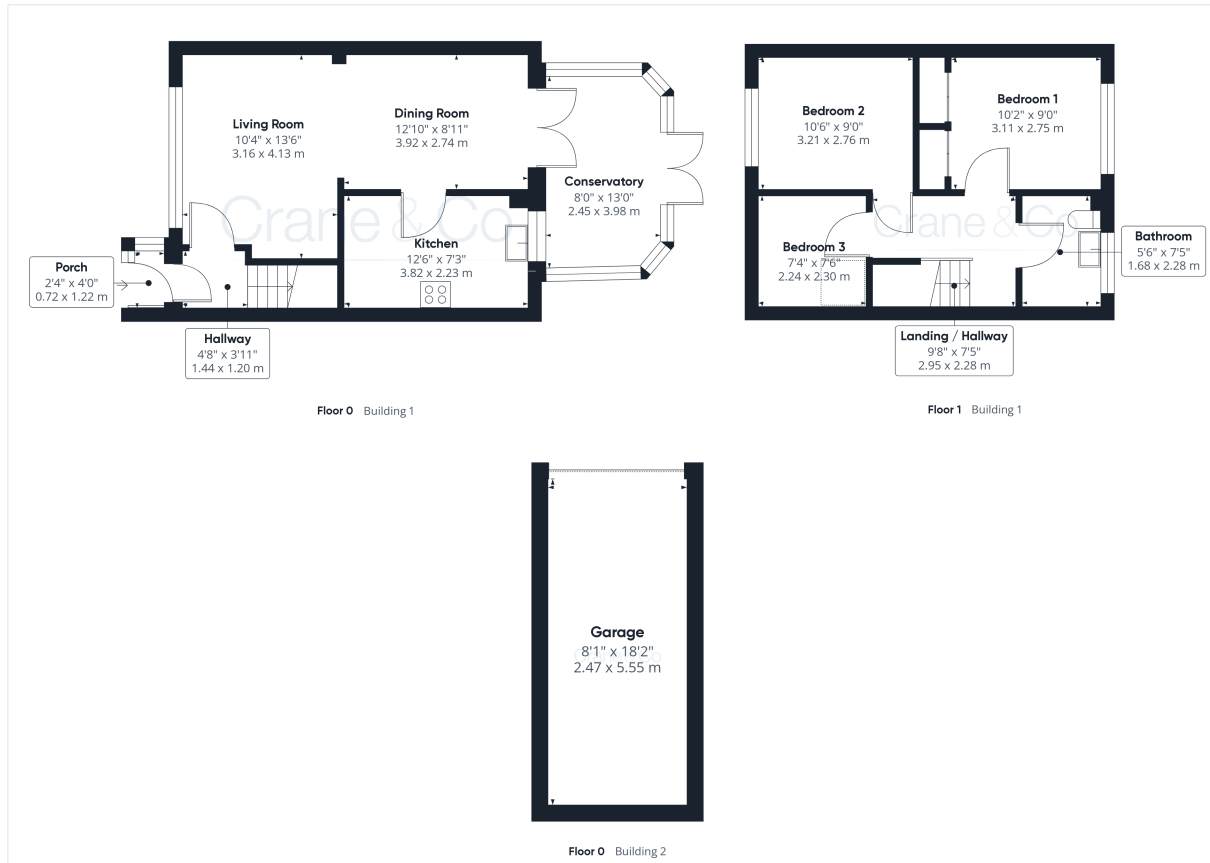 Living Room
10'4" x 13'6"
3.16 x 4.13 m
Dining Room
12'10" x 8'11"
3.92 x 2.74 m
Conservatory
8'0" x 13'0"
2.45 x 3.98 m
Crane & Co
Kitchen
12'6" x 7'3"
3.82 x 2.23 m
Porch
2'4" x 4'0"
0.72 x 1.22 m
Hallway
4'8" x 3'11"
1.44 x 1.20 m
Floor 0 Building 1
Bedroom 2
10'6" x 9'0"
3.21 x 2.76 m
Bedroom 1
10'2" x 9'0"
3.11 x 2.75 m
Crane & Co
Bedroom 3
7'4" x 7'6"
2.24 x 2.30 m
Bathroom
5'6" x 7'5"
1.68 x 2.28 m
Landing / Hallway
9'8" x 7'5"
2.95 x 2.28 m
Floor 1 Building 1
Garage
8'1" x 18'2"
2.47 x 5.55 m
Floor 0 Building 2